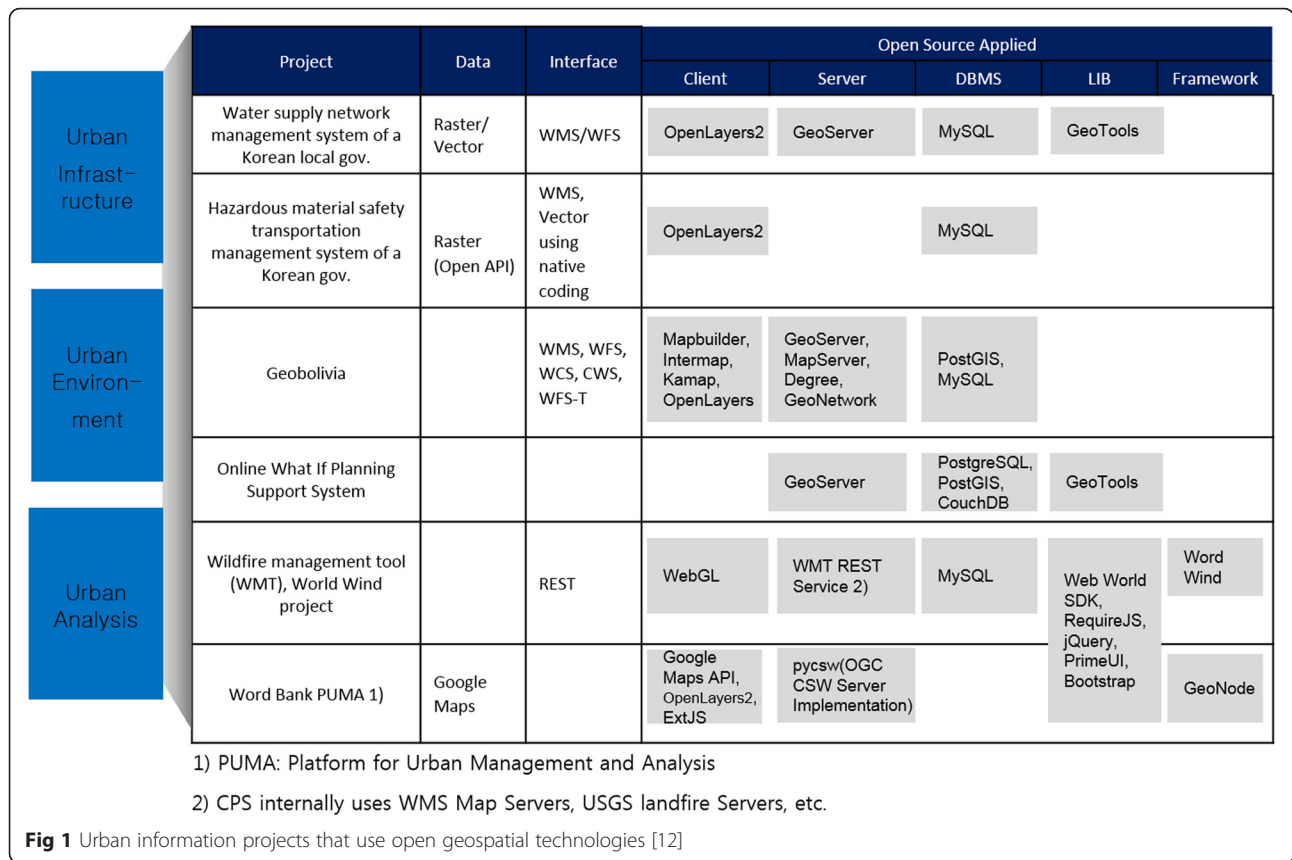 Urban
Infrast-
ructure
Urban
Environ-
ment
Urban
Analysis
Project
Data
Interface
Open Source Applied
Client
Server
DBMS
LIB
Framework
Water supply network
management system of a
Korean local gov.
Raster/
Vector
WMS/WFS
OpenLayers2
GeoServer
MySQL
GeoTools
Hazardous material safety
transportation
management system of a
Korean gov.
Raster
(Open API)
WMS,
Vector
using
native
coding
OpenLayers2
MySQL
Geobolivia
WMS, WFS,
WCS, CWS,
WFS-T
Mapbuilder,
Intermap,
Kamap,
OpenLayers
GeoServer,
MapServer,
Degree,
GeoNetwork
PostGIS,
MySQL
Online What If Planning
Support System
GeoServer
PostgreSQL,
PostGIS,
CouchDB
GeoTools
Wildfire management tool
(WMT), World Wind
project
REST
WebGL
WMT REST
Service 2)
MySQL
Web World
SDK,
RequireJS,
jQuery,
PrimeUI,
Bootstrap
Word
Wind
Word Bank PUMA 1)
Google
Maps
Google
Maps API,
OpenLayers2,
ExtJS
pycsw(OGC
CSW Server
Implementation)
GeoNode
1) PUMA: Platform for Urban Management and Analysis
2) CPS internally uses WMS Map Servers, USGS landfire Servers, etc.
Fig 1 Urban information projects that use open geospatial technologies [12]